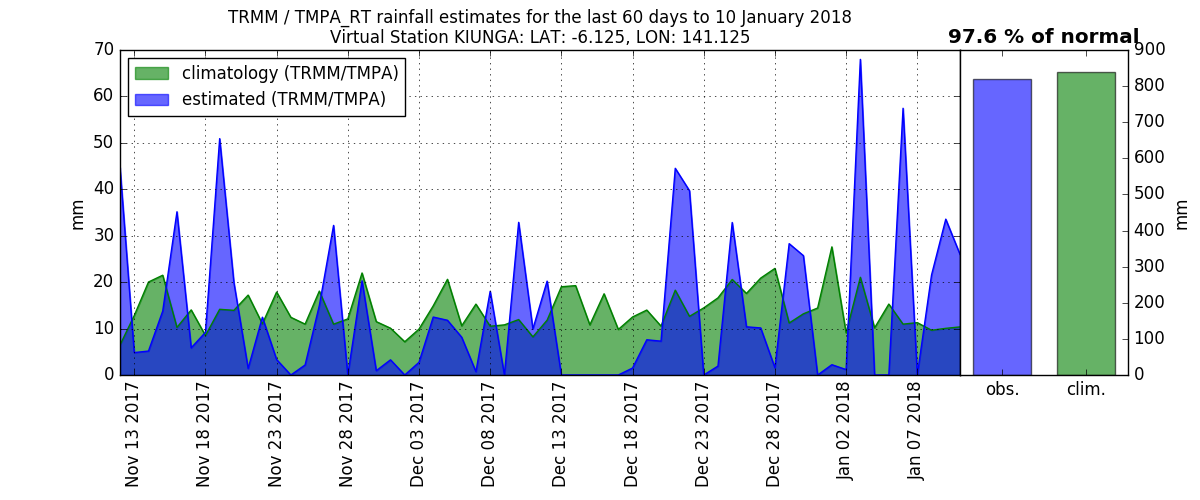 TRMM / TMPA_RT rainfall estimates for the last 60 days to 10 January 2018
Virtual Station KIUNGA: LAT: -6.125, LON: 141.125
97.6 % of normal
climatology (TRMM/TMPA)
estimated (TRMM/TMPA)
70
60
50
40
30
20
10
0
mm
Nov 13 2017
Nov 18 2017
Nov 23 2017
Nov 28 2017
Dec 03 2017
Dec 08 2017
Dec 13 2017
Dec 18 2017
Dec 23 2017
Dec 28 2017
Jan 02 2018
Jan 07 2018
obs.
clim.
900
800
700
600
500
400
300
200
100
0
mm